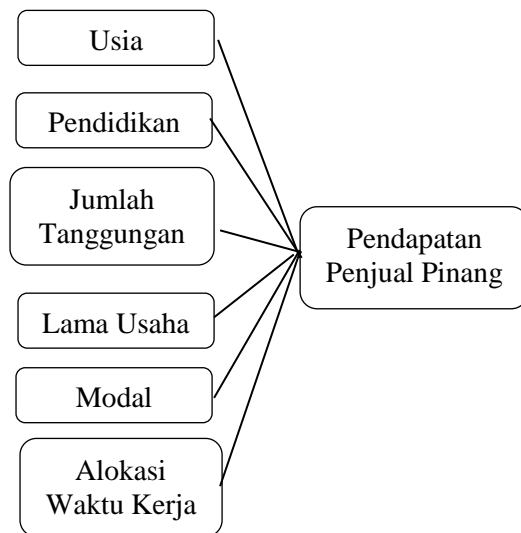 Usia
Pendidikan
Jumlah
Tanggungan
Lama Usaha
Modal
Alokasi
Waktu Kerja
Pendapatan
Penjual Pinang